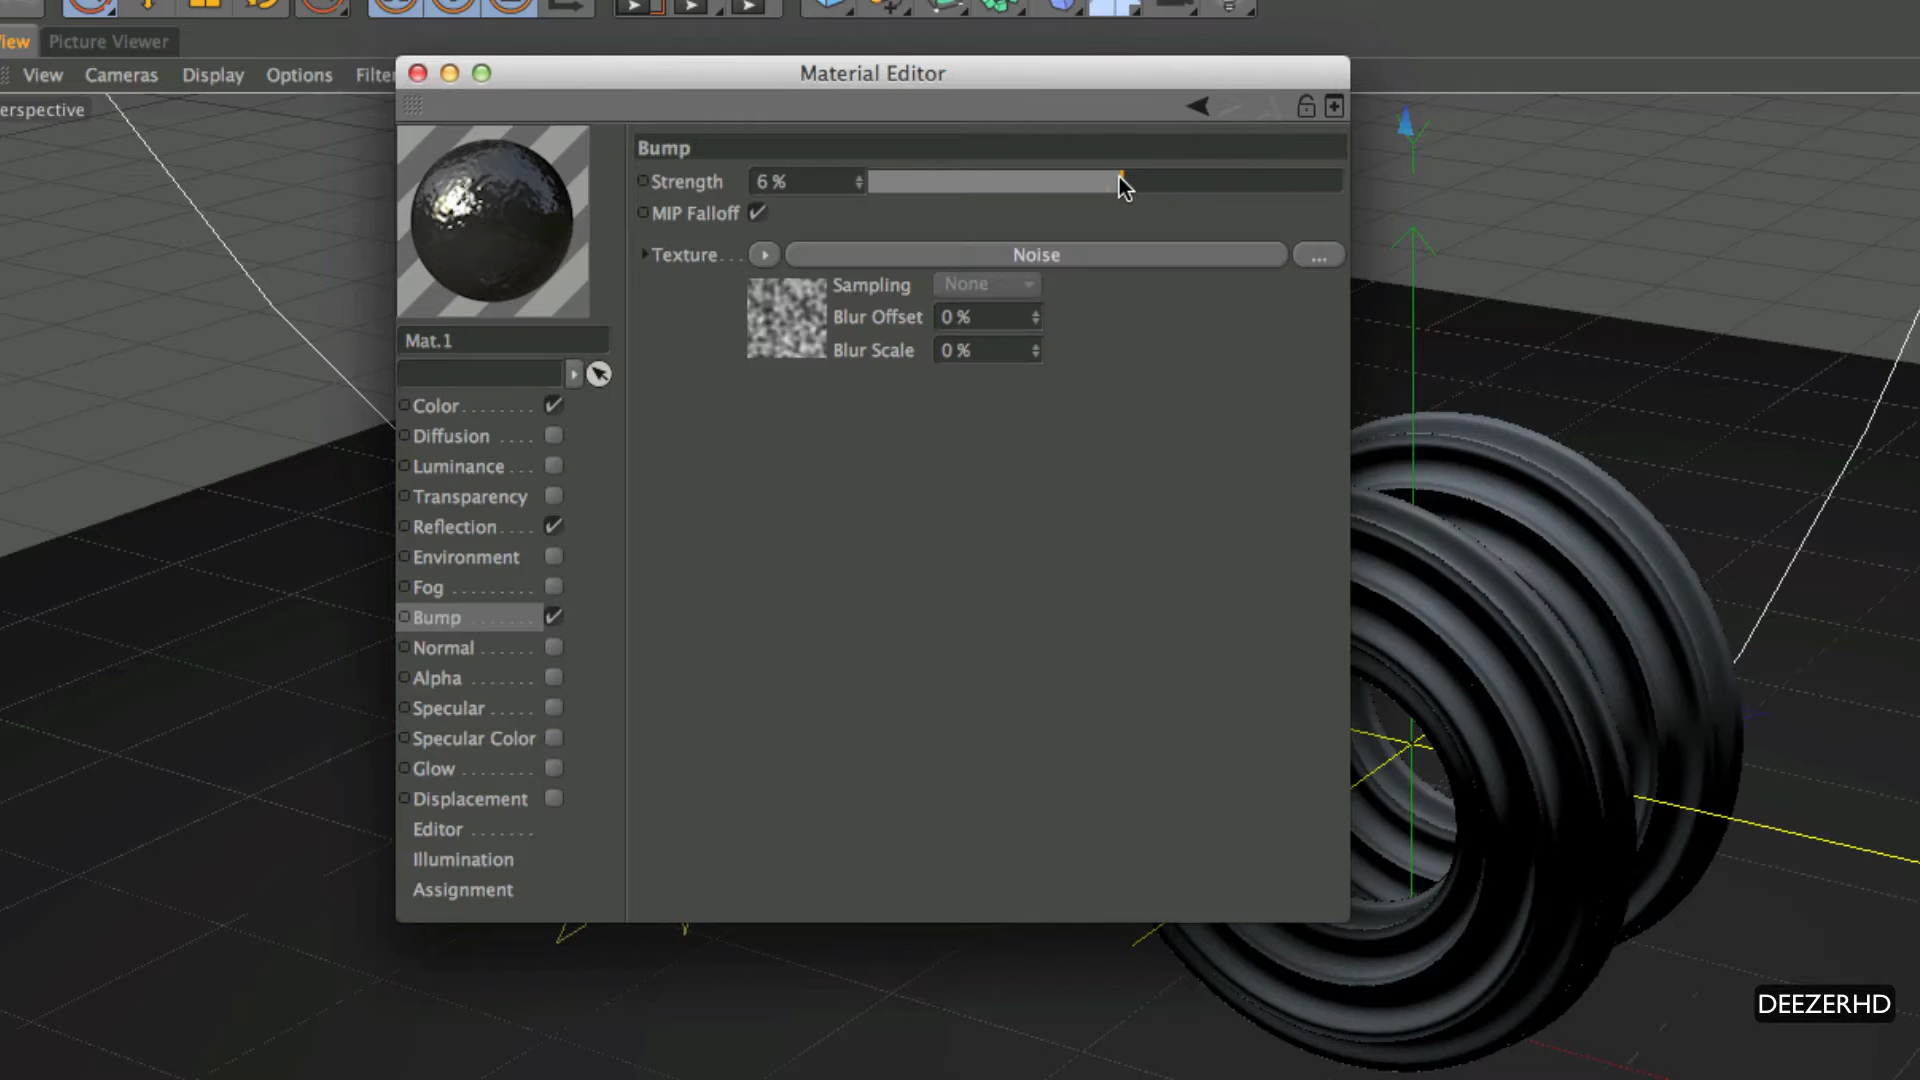 iew Picture Viewer
View Cameras Display Options Filte
erspective
Material Editor
Bump
Strength 6 %
MIP Falloff
Texture... Noise ...
Sampling None
Blur Offset 0 %
Blur Scale 0 %
Mat.1
Color
Diffusion
Luminance
Transparency
Reflection
Environment
Fog
Bump
Normal
Alpha
Specular
Specular Color
Glow
Displacement
Editor
Illumination
Assignment
DEEZERHD